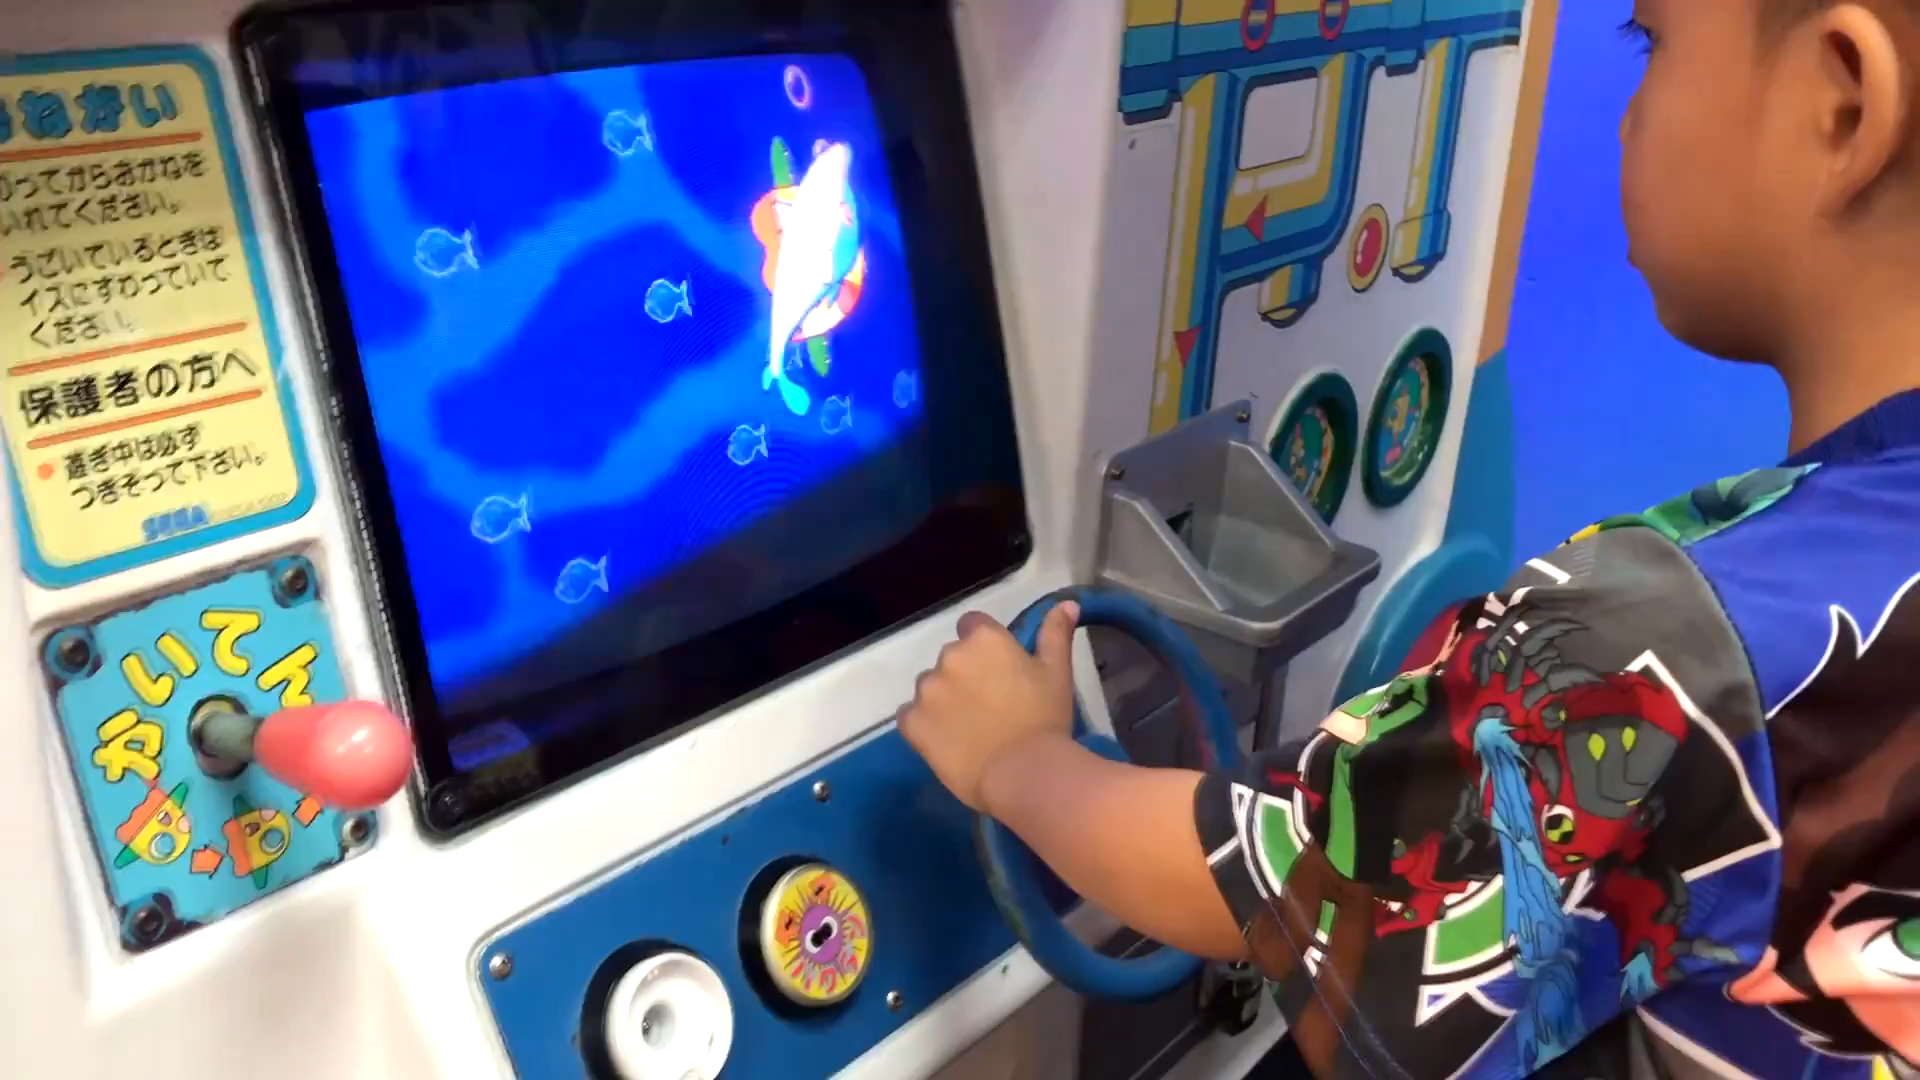 ねがい
ってからおかねを
いれてください。
うごいているときは
イスにすわっていて
ください。
保護者の方へ
遊ぎ中は必ず
つきそって下さい。
SEGA
かいてん